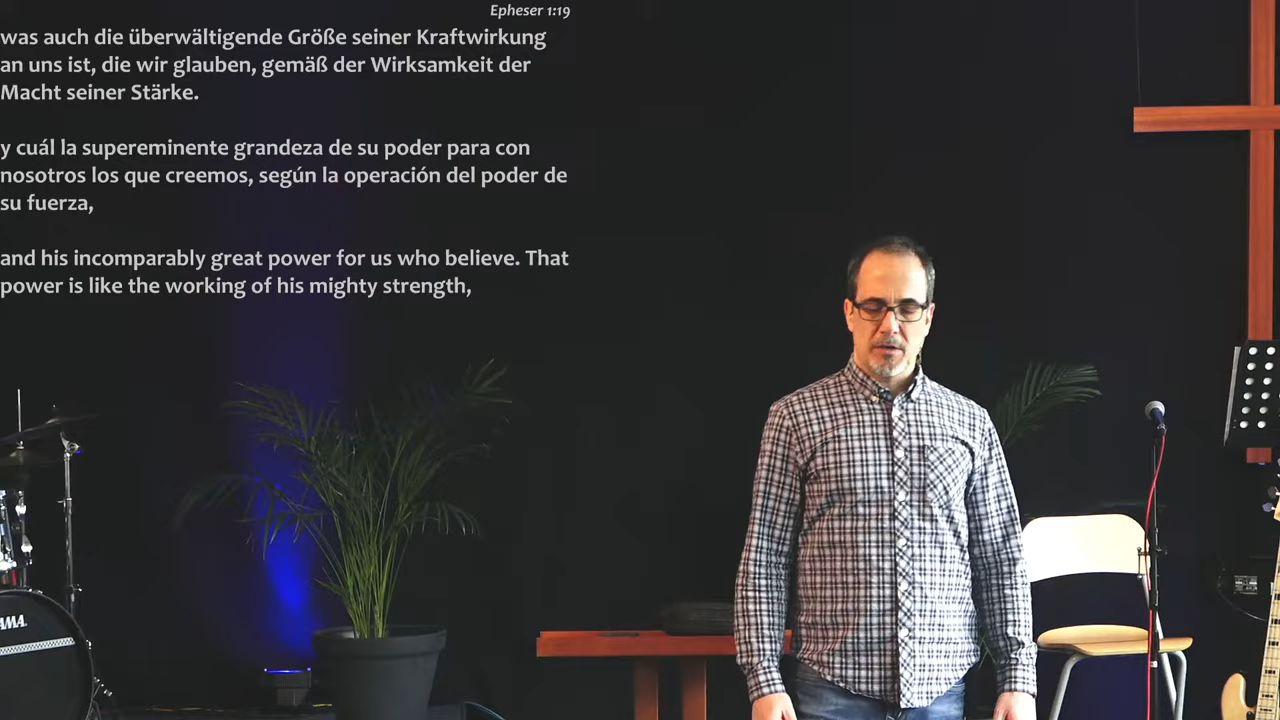 Epheser 1:19
was auch die überwältigende Größe seiner Kraftwirkung
an uns ist, die wir glauben, gemäß der Wirksamkeit der
Macht seiner Stärke.
y cuál la supereminente grandeza de su poder para con
nosotros los que creemos, según la operación del poder de
su fuerza,
and his incomparably great power for us who believe. That
power is like the working of his mighty strength,